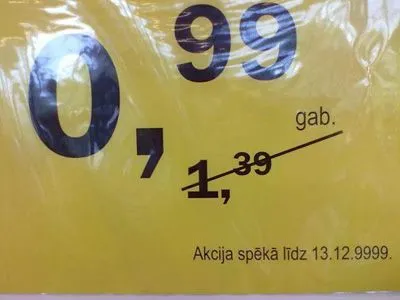 0,99
gab.
1,39
Akcija spēkā līdz 13.12.9999.